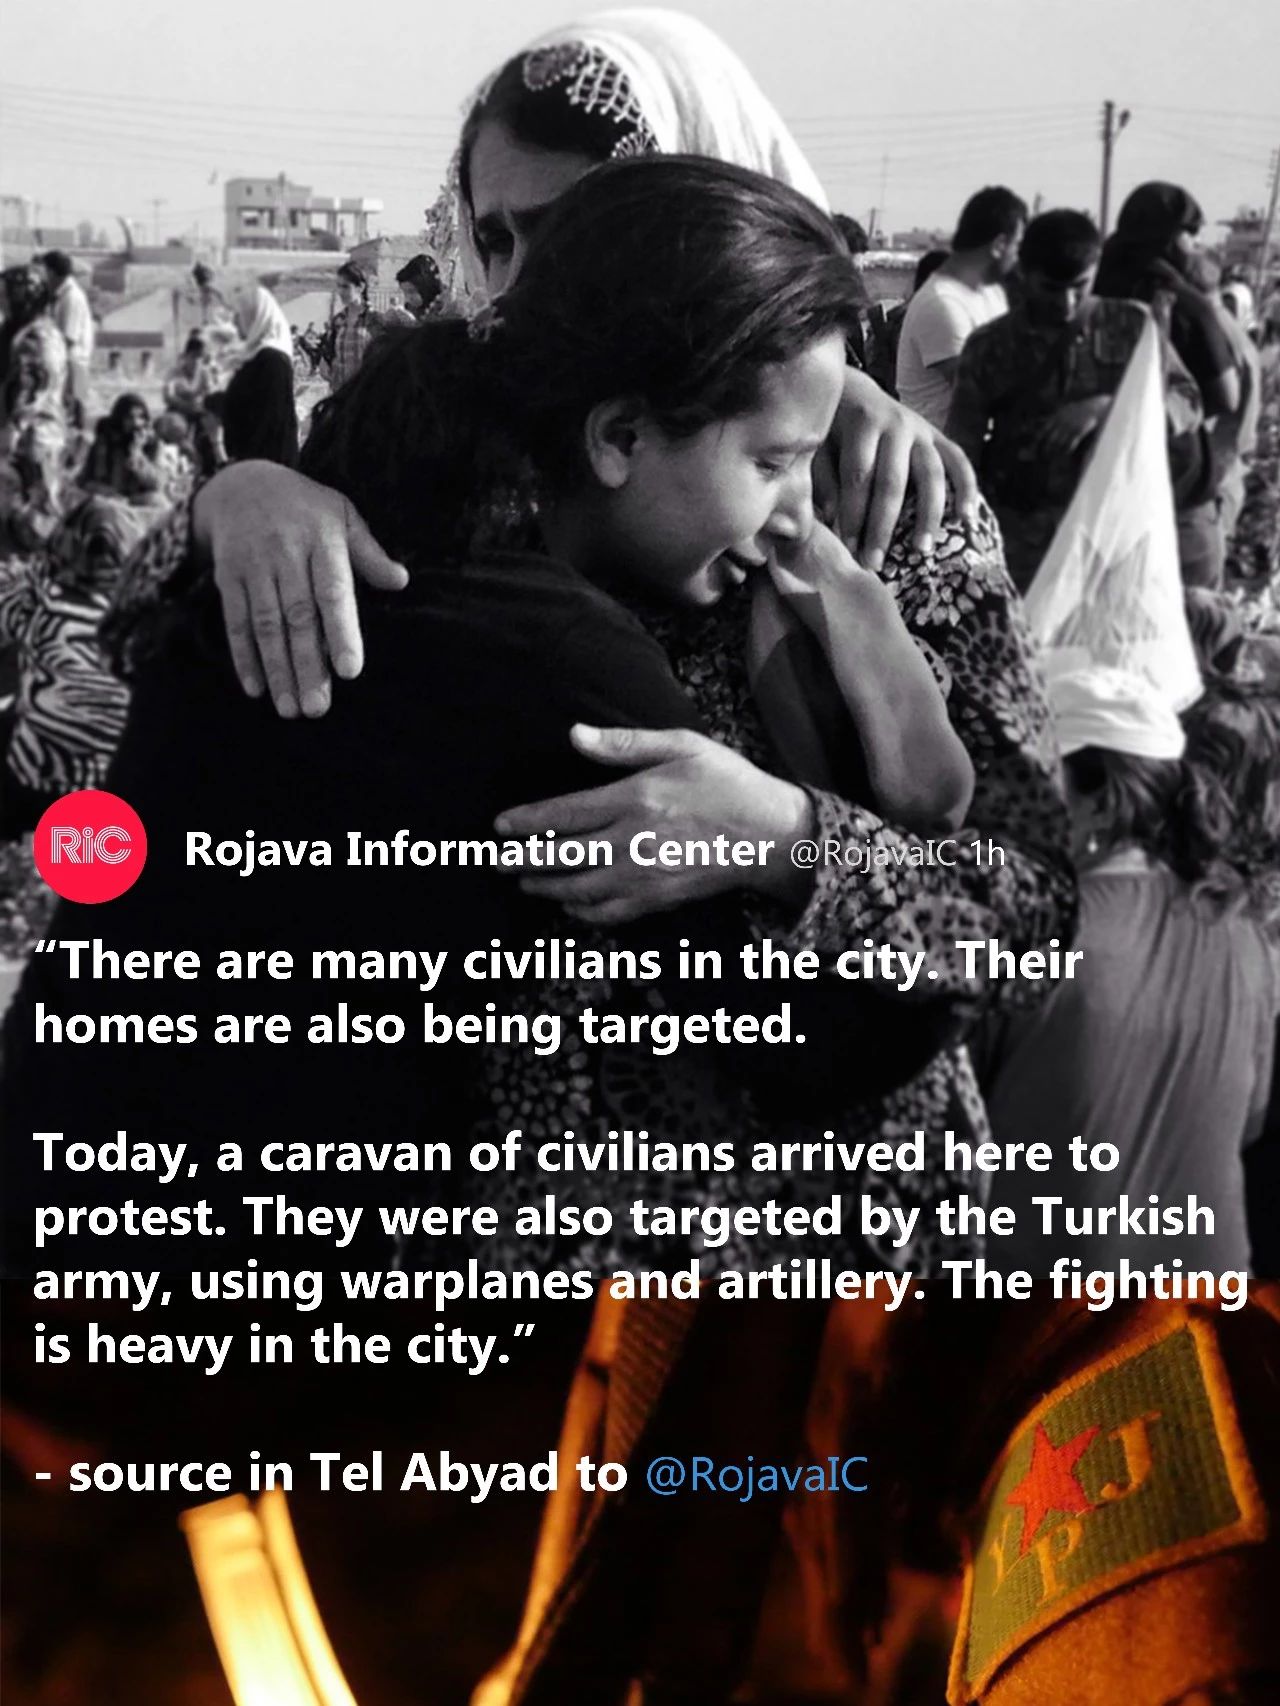 RiC
Rojava Information Center @RojavaIC 1h
“There are many civilians in the city. Their
homes are also being targeted.
Today, a caravan of civilians arrived here to
protest. They were also targeted by the Turkish
army, using warplanes and artillery. The fighting
is heavy in the city.”
- source in Tel Abyad to @RojavaIC
YPJ